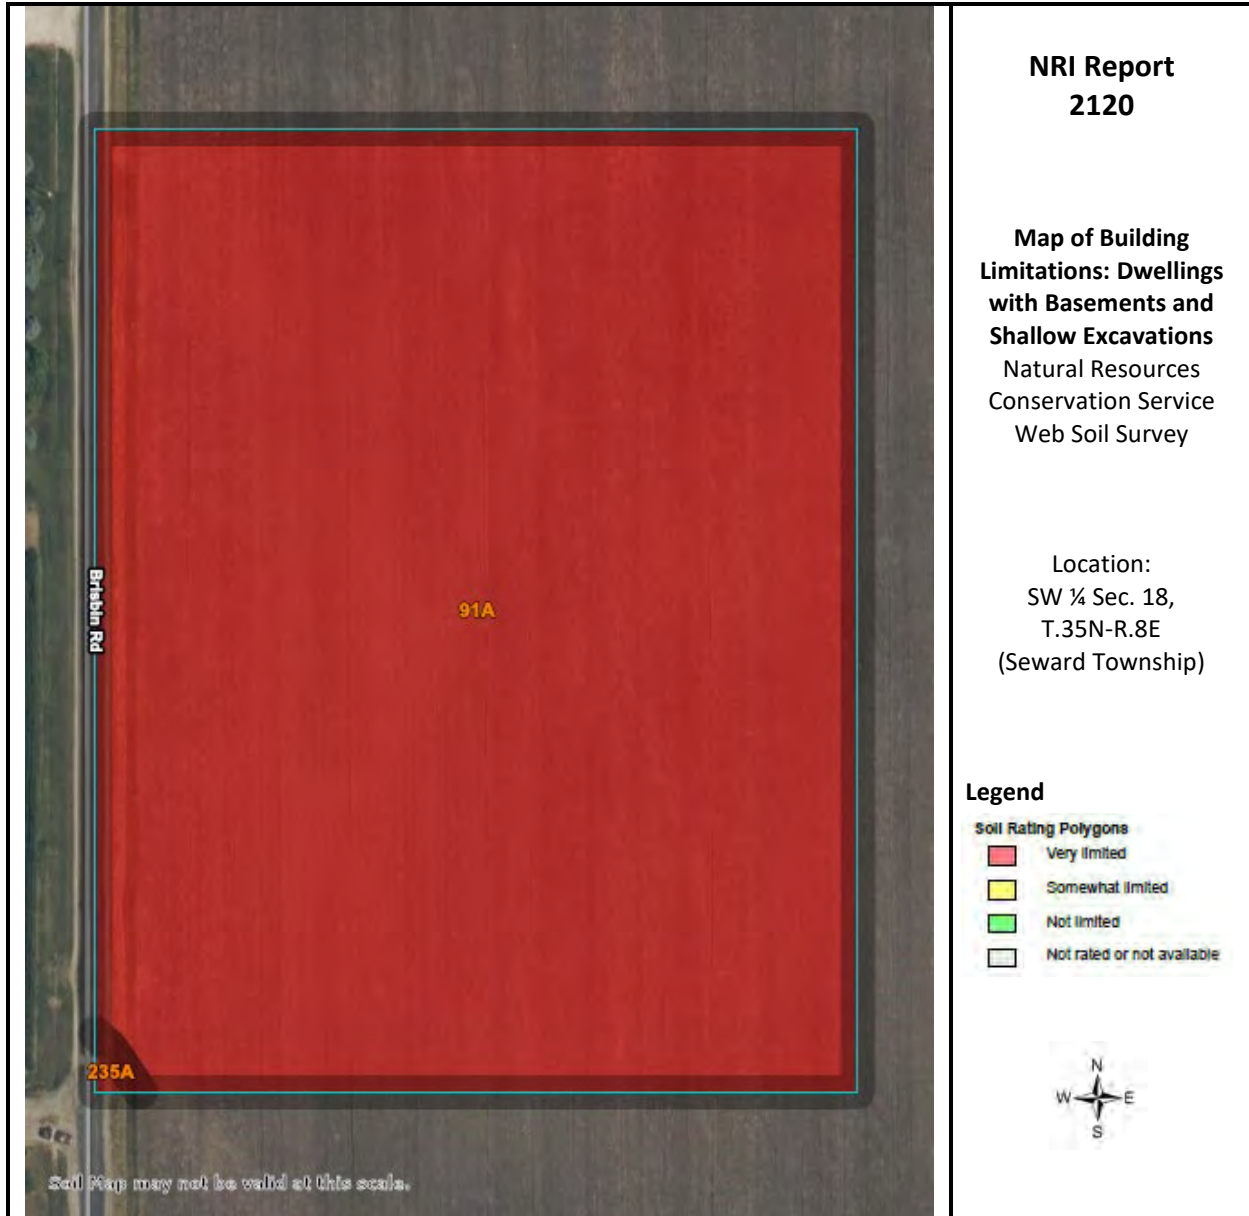 Brisbin Rd
91A
235A
Soil Map may not be valid at this scale.
NRI Report
2120
Map of Building
Limitations: Dwellings
with Basements and
Shallow Excavations
Natural Resources
Conservation Service
Web Soil Survey
Location:
SW ¼ Sec. 18,
T.35N-R.8E
(Seward Township)
Legend
Soil Rating Polygons
Very limited
Somewhat limited
Not limited
Not rated or not available
N
W E
S